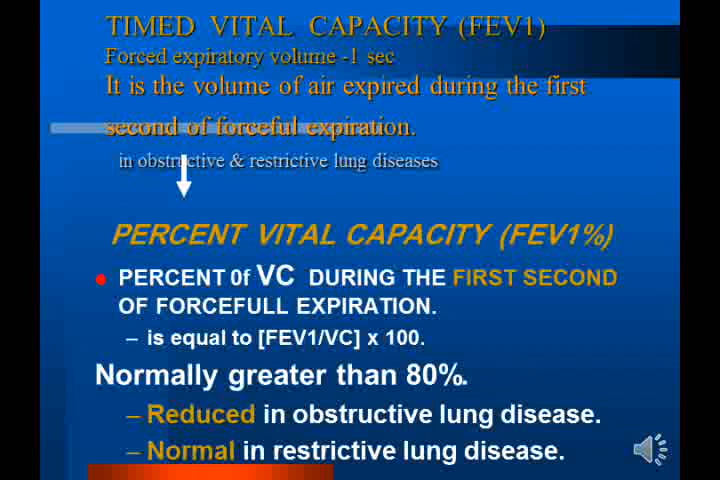 TIMED VITAL CAPACITY (FEV1)
Forced expiratory volume -1 sec
It is the volume of air expired during the first
second of forceful expiration.
in obstructive & restrictive lung diseases
PERCENT VITAL CAPACITY (FEV1%)
PERCENT 0f VC DURING THE FIRST SECOND
OF FORCEFULL EXPIRATION.
– is equal to [FEV1/VC] x 100.
Normally greater than 80%.
– Reduced in obstructive lung disease.
– Normal in restrictive lung disease.